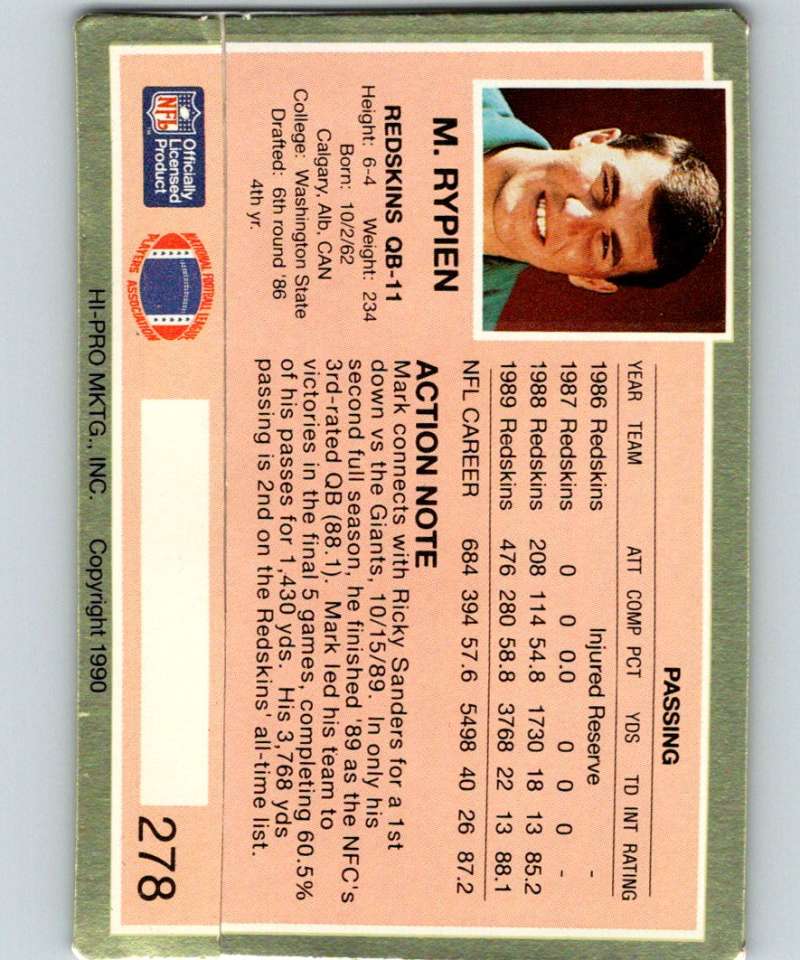 PASSING
YEAR TEAM ATT COMP PCT YDS TD INT RATING
1986 Redskins Injured Reserve -
1987 Redskins 0 0 0.0 0 0 0 -
1988 Redskins 208 114 54.8 1730 18 13 85.2
1989 Redskins 476 280 58.8 3768 22 13 88.1
NFL CAREER 684 394 57.6 5498 40 26 87.2
M. RYPIEN
REDSKINS QB-11
Height: 6-4 Weight: 234
Born: 10/2/62
Calgary, Alb, CAN
College: Washington State
Drafted: 6th round '86
4th yr.
ACTION NOTE
Mark connects with Ricky Sanders for a 1st
down vs the Giants, 10/15/89. In only his
second full season, he finished '89 as the NFC's
3rd-rated QB (88.1). Mark led his team to
victories in the final 5 games, completing 60.5%
of his passes for 1,430 yds. His 3,768 yds
passing is 2nd on the Redskins' all-time list.
NFL
TM
Officially
Licensed
Product
NATIONAL FOOTBALL LEAGUE
PLAYERS ASSOCIATION
278
HI-PRO MKTG., INC. Copyright 1990